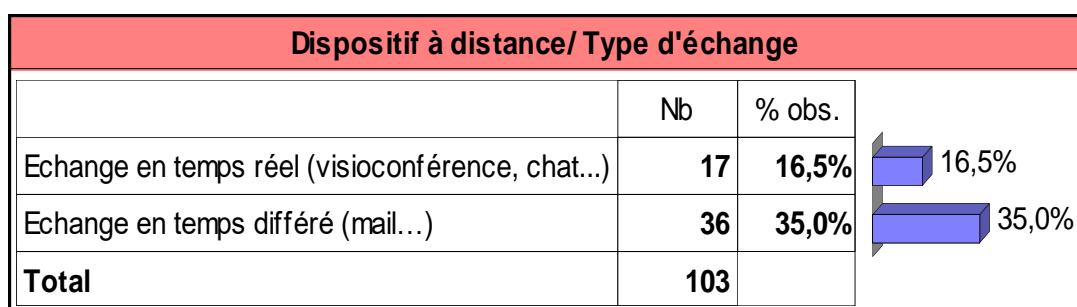 Dispositif à distance/ Type d'échange
Nb % obs.
Echange en temps réel (visioconférence, chat...) 17 16,5% 16,5%
Echange en temps différé (mail…) 36 35,0% 35,0%
Total 103